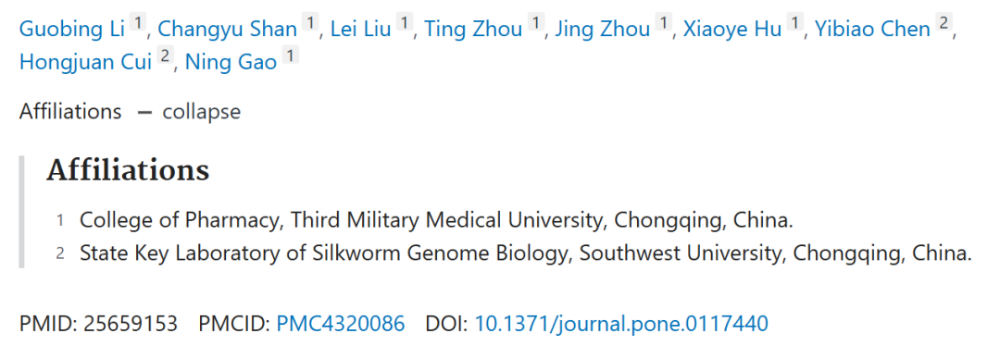 Guobing Li 1, Changyu Shan 1, Lei Liu 1, Ting Zhou 1, Jing Zhou 1, Xiaoye Hu 1, Yibiao Chen 2,
Hongjuan Cui 2, Ning Gao 1
Affiliations – collapse
Affiliations
1 College of Pharmacy, Third Military Medical University, Chongqing, China.
2 State Key Laboratory of Silkworm Genome Biology, Southwest University, Chongqing, China.
PMID: 25659153 PMCID: PMC4320086 DOI: 10.1371/journal.pone.0117440